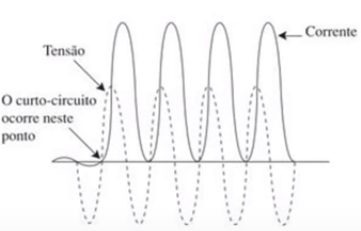 Corrente
Tensão
O curto-circuito
ocorre neste
ponto